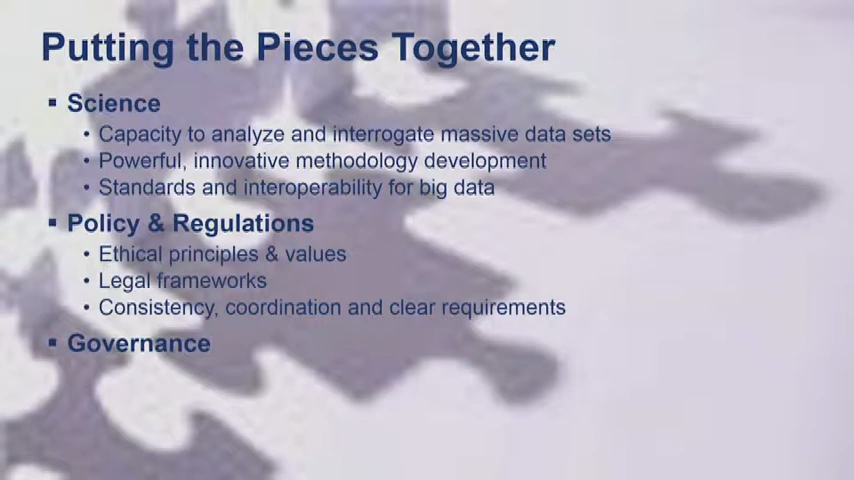 Putting the Pieces Together
▪ Science
• Capacity to analyze and interrogate massive data sets
• Powerful, innovative methodology development
• Standards and interoperability for big data
▪ Policy & Regulations
• Ethical principles & values
• Legal frameworks
• Consistency, coordination and clear requirements
▪ Governance